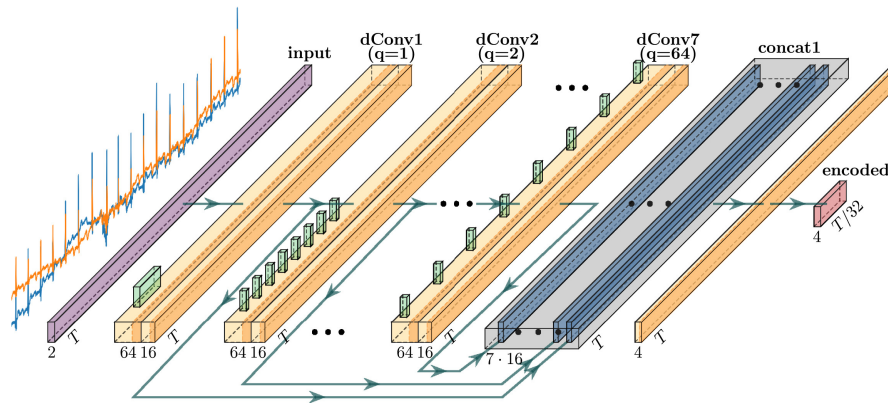 input
dConv1
(q=1)
dConv2
(q=2)
dConv7
(q=64)
concat1
encoded
2
T
64 16
T
64 16
T
64 16
T
7 · 16
T
4
T
4
T/32